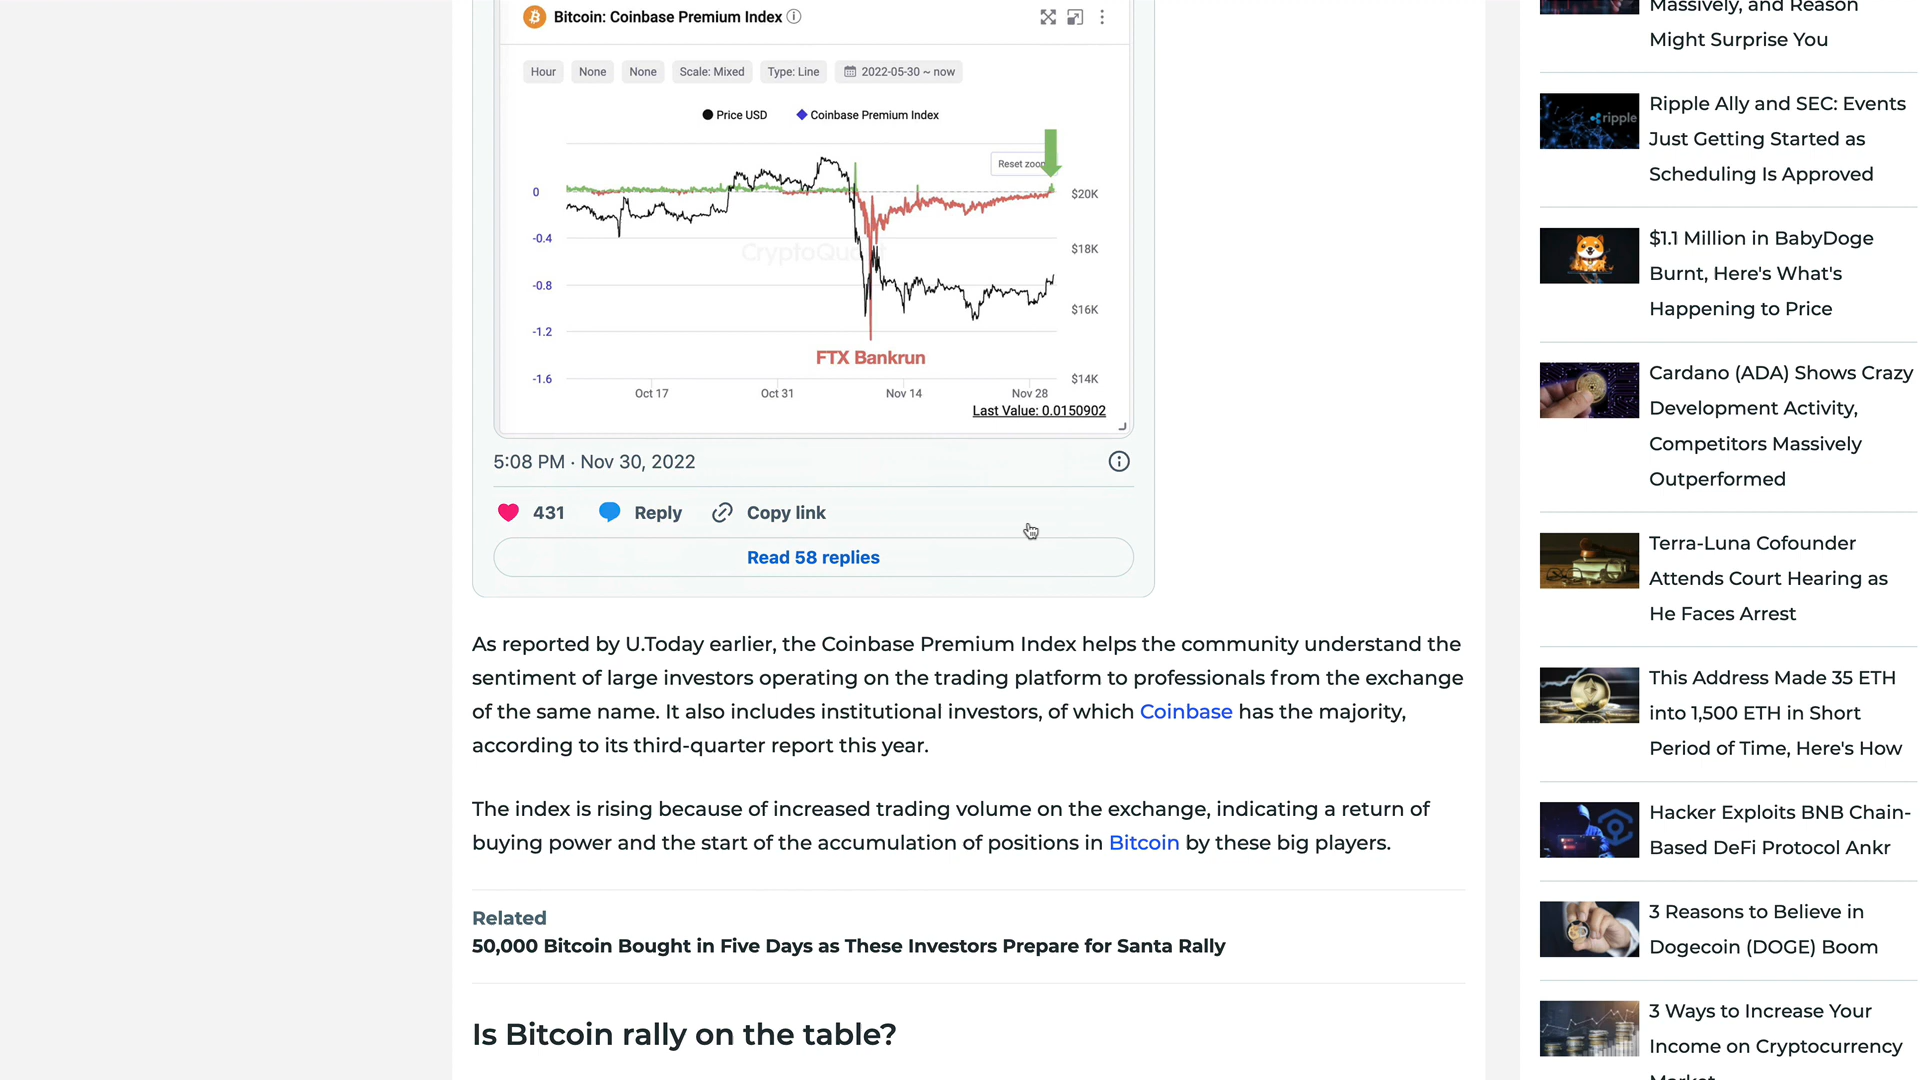 Bitcoin: Coinbase Premium Index
Hour None None Scale: Mixed Type: Line 2022-05-30 ~ now
Price USD Coinbase Premium Index
Reset zoom
0
-0.4
-0.8
-1.2
-1.6
$20K
$18K
$16K
$14K
CryptoQuant
FTX Bankrun
Oct 17 Oct 31 Nov 14 Nov 28
Last Value: 0.0150902
5:08 PM · Nov 30, 2022
431 Reply Copy link
Read 58 replies
As reported by U.Today earlier, the Coinbase Premium Index helps the community understand the
sentiment of large investors operating on the trading platform to professionals from the exchange
of the same name. It also includes institutional investors, of which Coinbase has the majority,
according to its third-quarter report this year.
The index is rising because of increased trading volume on the exchange, indicating a return of
buying power and the start of the accumulation of positions in Bitcoin by these big players.
Related
50,000 Bitcoin Bought in Five Days as These Investors Prepare for Santa Rally
Is Bitcoin rally on the table?
Massively, and Reason
Might Surprise You
ripple
Ripple Ally and SEC: Events
Just Getting Started as
Scheduling Is Approved
$1.1 Million in BabyDoge
Burnt, Here's What's
Happening to Price
Cardano (ADA) Shows Crazy
Development Activity,
Competitors Massively
Outperformed
Terra-Luna Cofounder
Attends Court Hearing as
He Faces Arrest
This Address Made 35 ETH
into 1,500 ETH in Short
Period of Time, Here's How
Hacker Exploits BNB Chain-
Based DeFi Protocol Ankr
3 Reasons to Believe in
Dogecoin (DOGE) Boom
3 Ways to Increase Your
Income on Cryptocurrency
Market